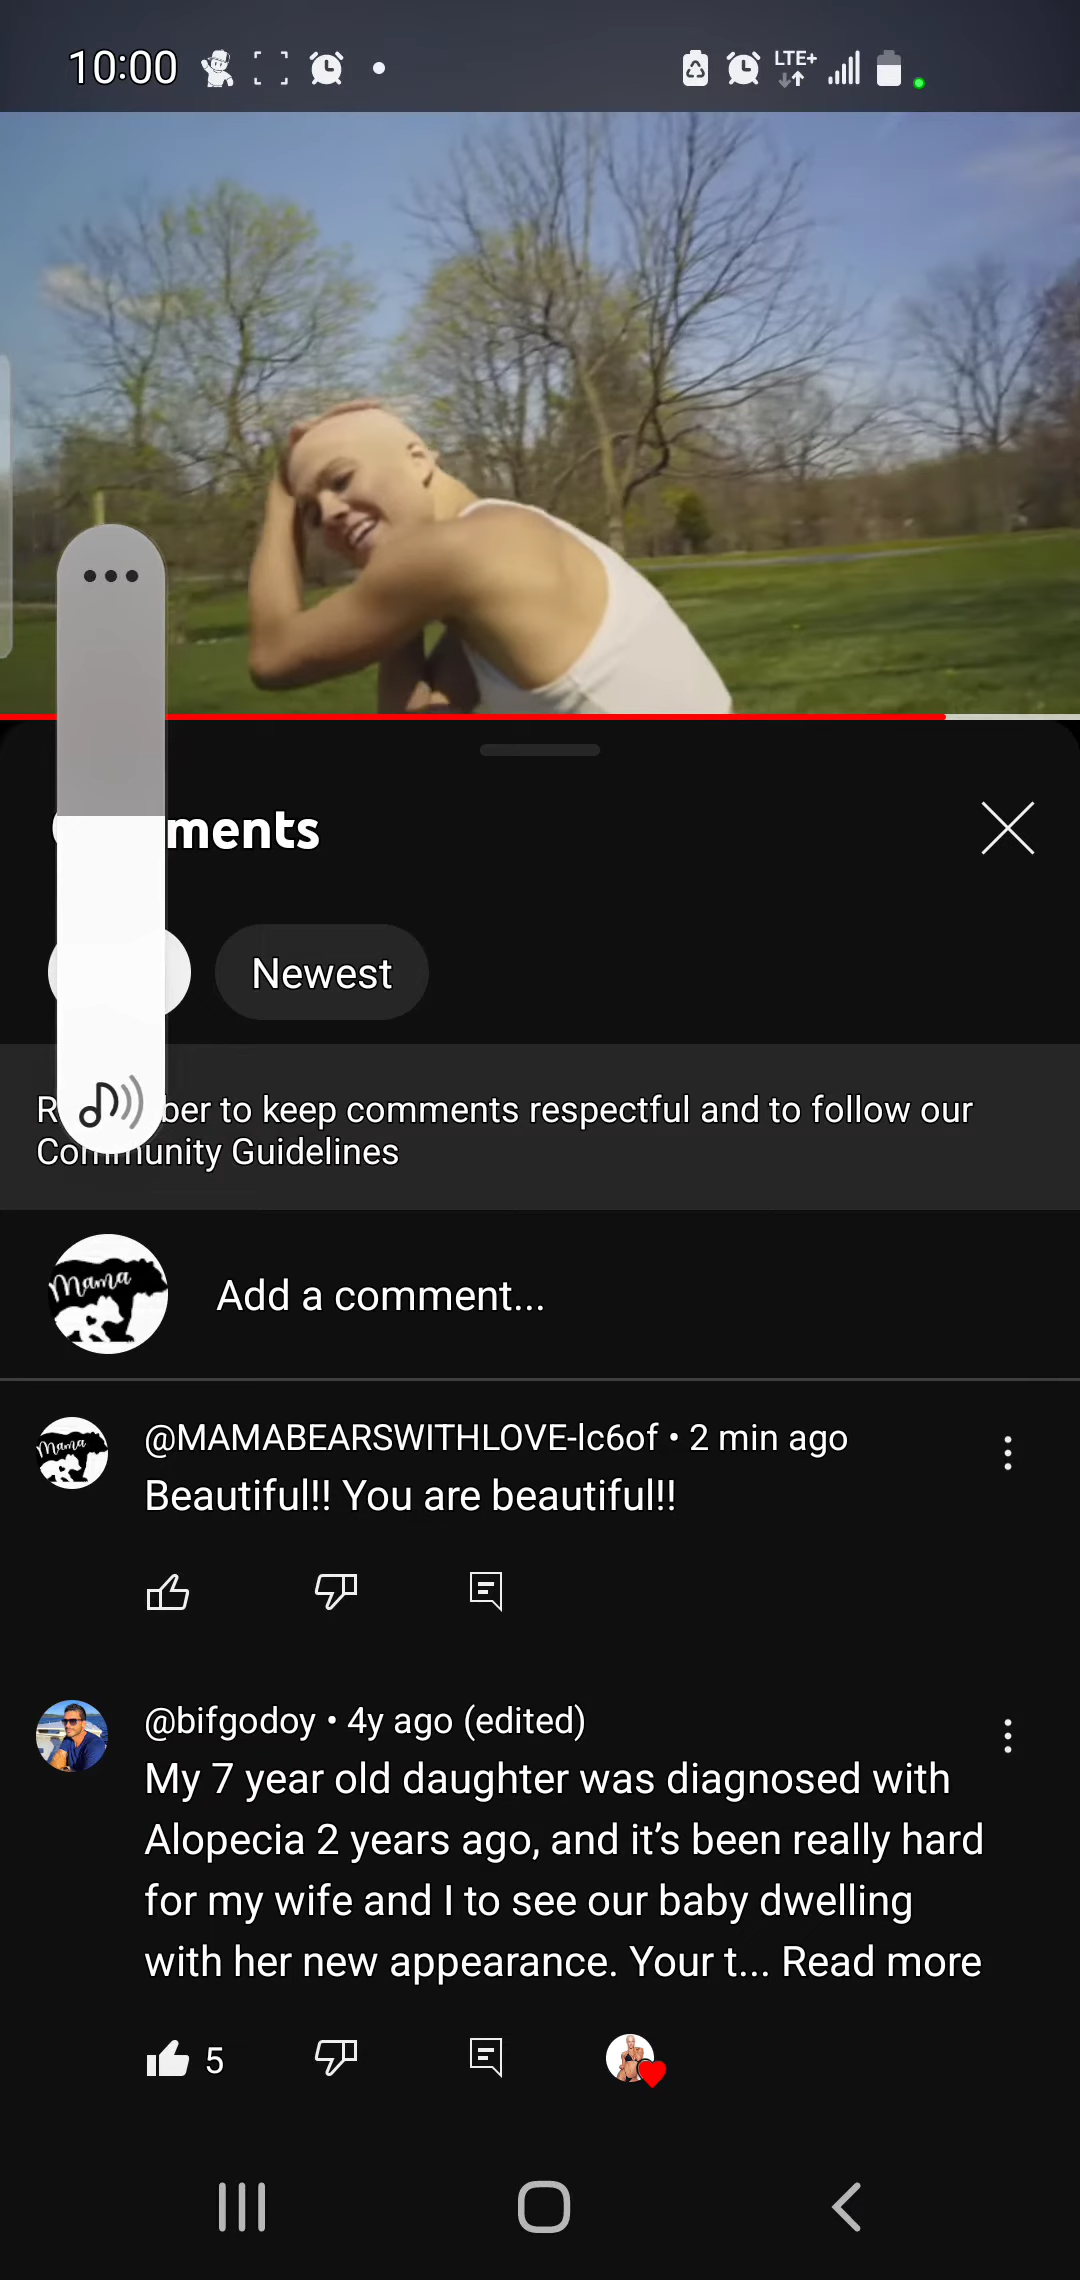 10:00
LTE+
ments
Newest
ber to keep comments respectful and to follow our
Community Guidelines
Mama
Add a comment...
Mama
@MAMABEARSWITHLOVE-lc6of • 2 min ago
Beautiful!! You are beautiful!!
@bifgodoy • 4y ago (edited)
My 7 year old daughter was diagnosed with
Alopecia 2 years ago, and it’s been really hard
for my wife and I to see our baby dwelling
with her new appearance. Your t... Read more
5